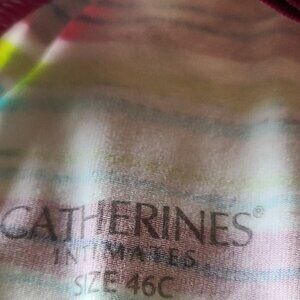 CATHERINES®
INTIMATES
SIZE 46C